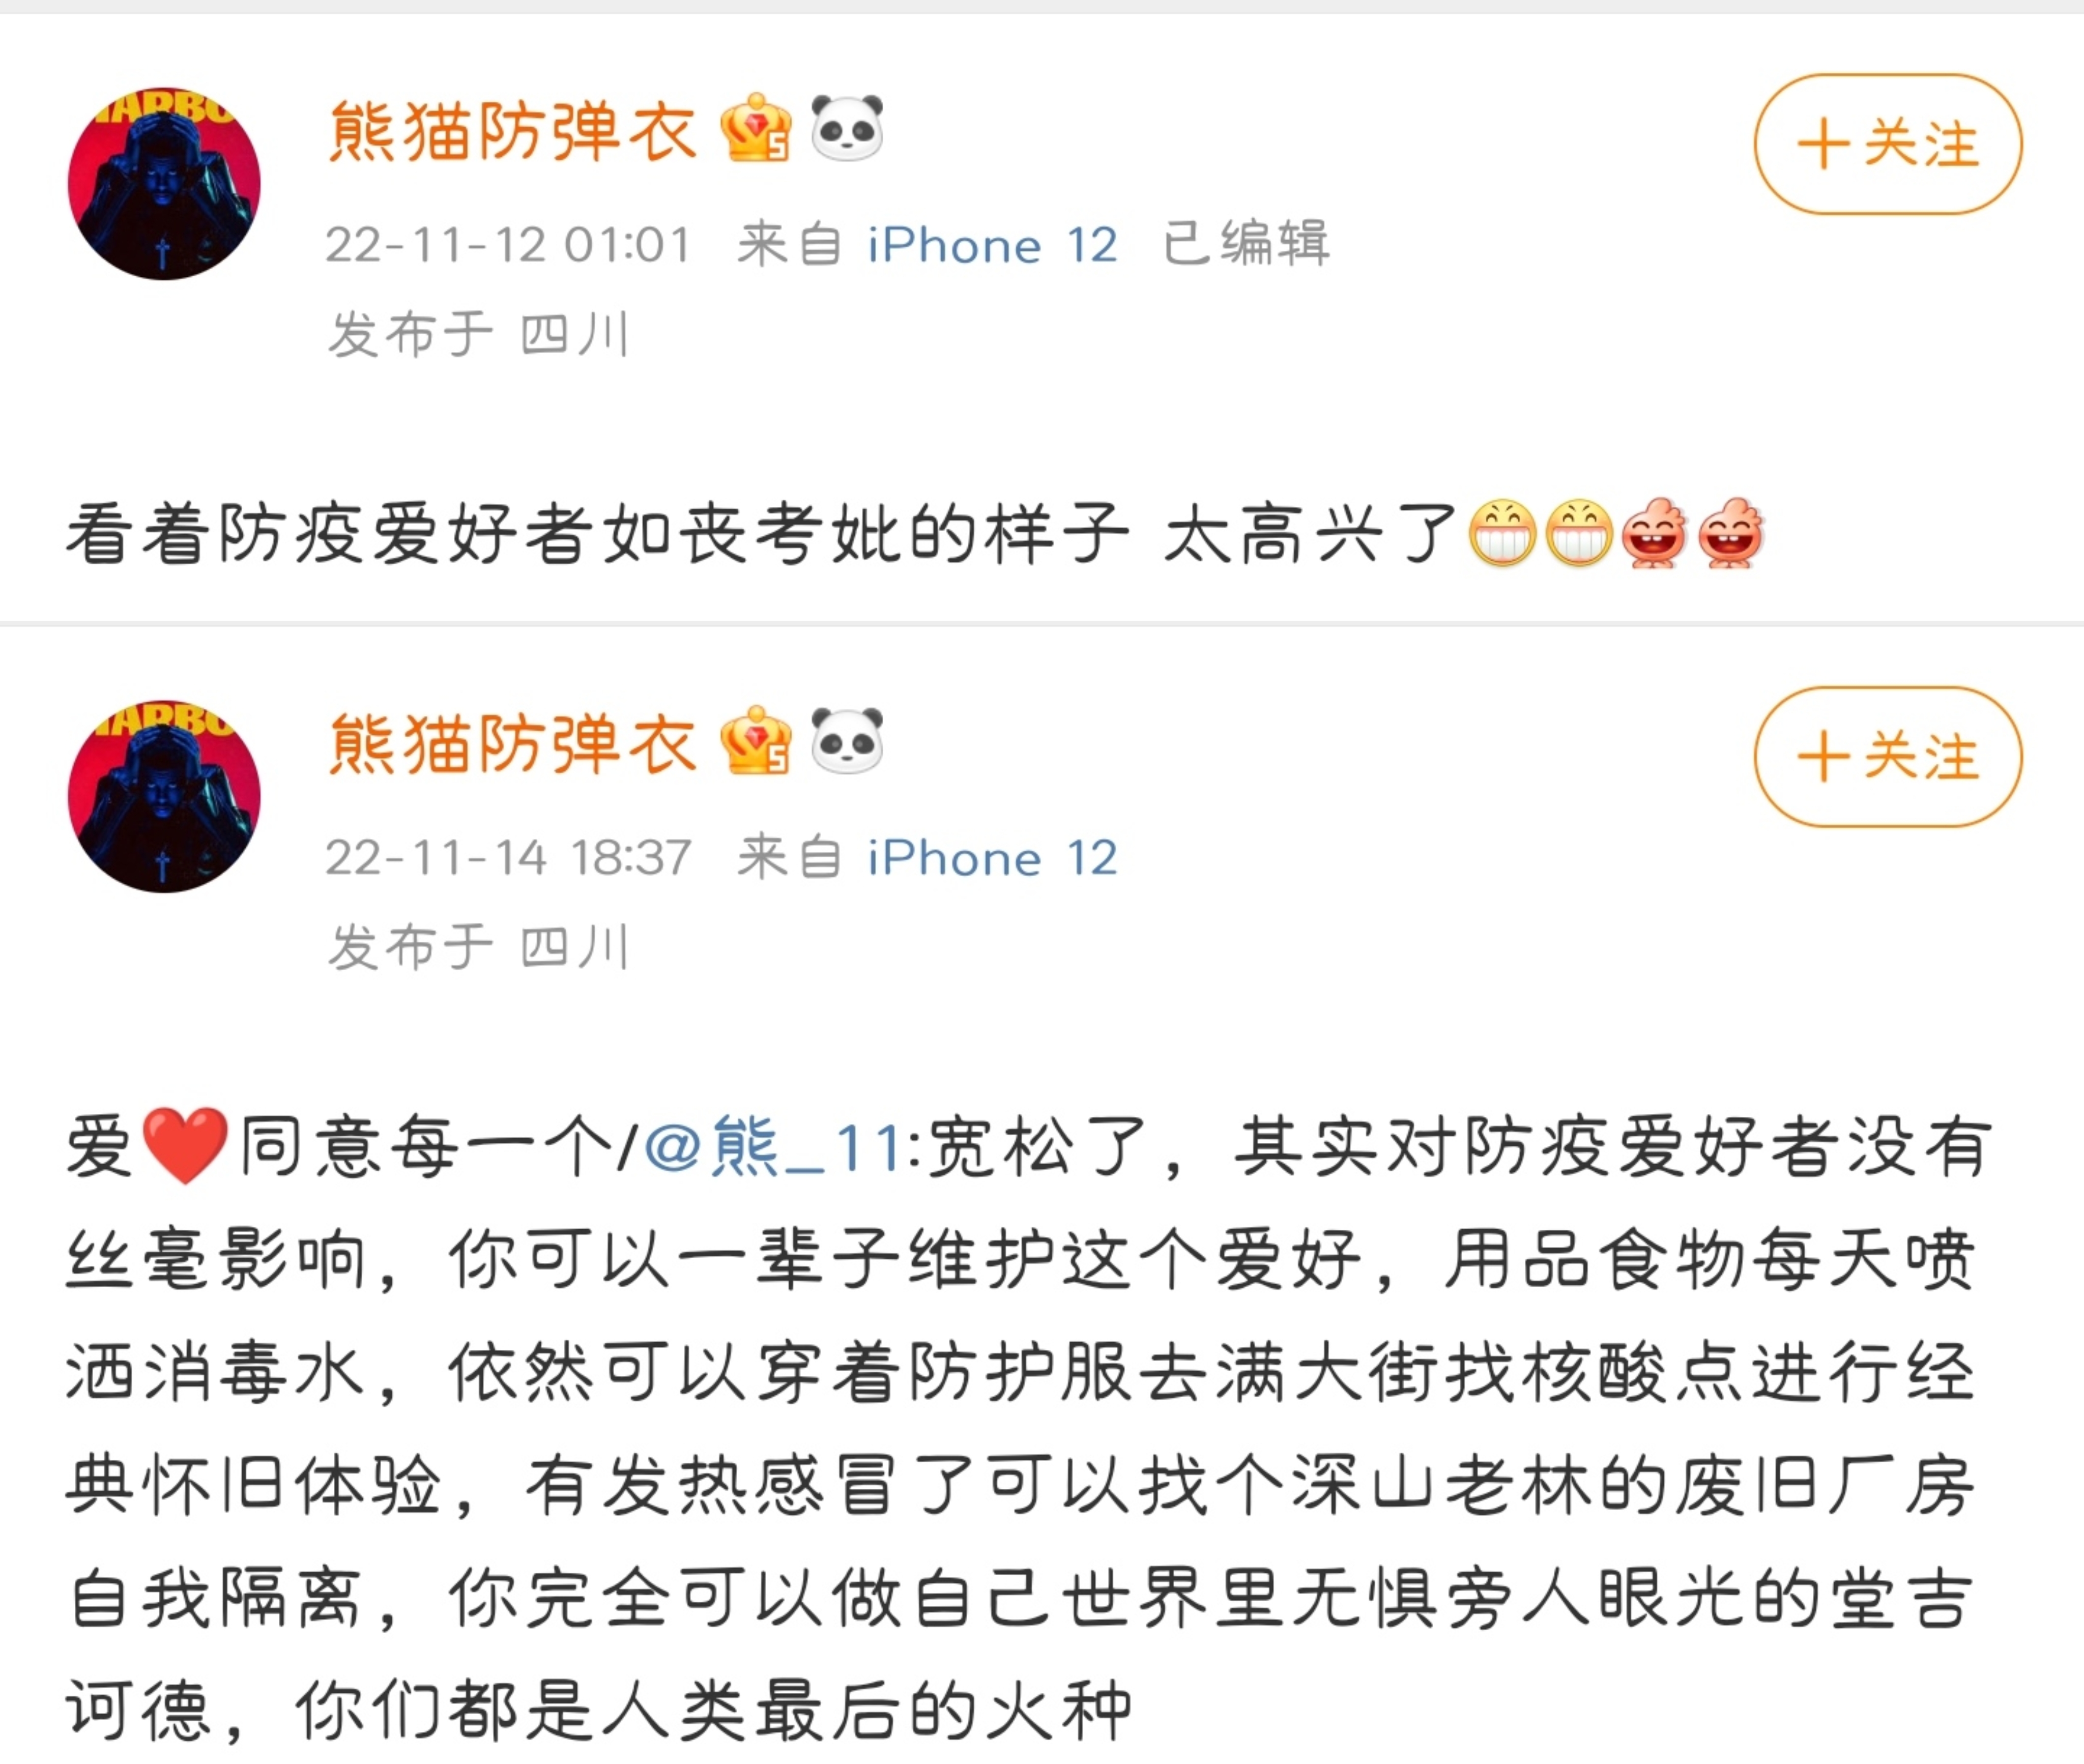 熊猫防弹衣
+关注
22-11-12 01:01 来自 iPhone 12 已编辑
发布于 四川
看着防疫爱好者如丧考妣的样子 太高兴了
熊猫防弹衣
+关注
22-11-14 18:37 来自 iPhone 12
发布于 四川
爱❤️同意每一个/@熊_11:宽松了，其实对防疫爱好者没有
丝毫影响，你可以一辈子维护这个爱好，用品食物每天喷
洒消毒水，依然可以穿着防护服去满大街找核酸点进行经
典怀旧体验，有发热感冒了可以找个深山老林的废旧厂房
自我隔离，你完全可以做自己世界里无惧旁人眼光的堂吉
诃德，你们都是人类最后的火种